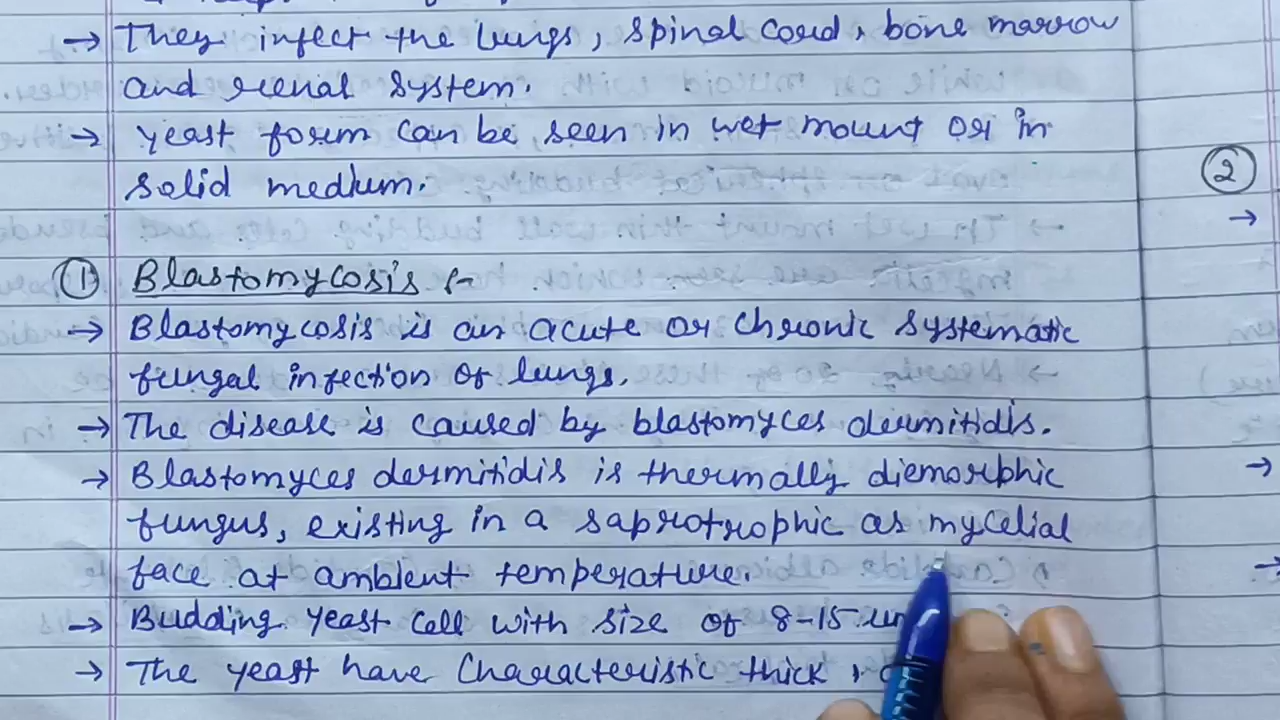 → They infect the lungs, spinal cord, bone marrow
and renal system.
→ yeast form can be seen in wet mount or in
solid medium.
2
→
① Blastomycosis :-
→ Blastomycosis is an acute or chronic systematic
fungal infection of lungs.
→ The disease is caused by blastomyces dermitidis.
→ Blastomyces dermitidis is thermally diemorphic
→
fungus, existing in a saprotrophic as mycelial
face at ambient temperature.
→
→ Budding yeast cell with size of 8-15
→ The yeast have characteristic thick,